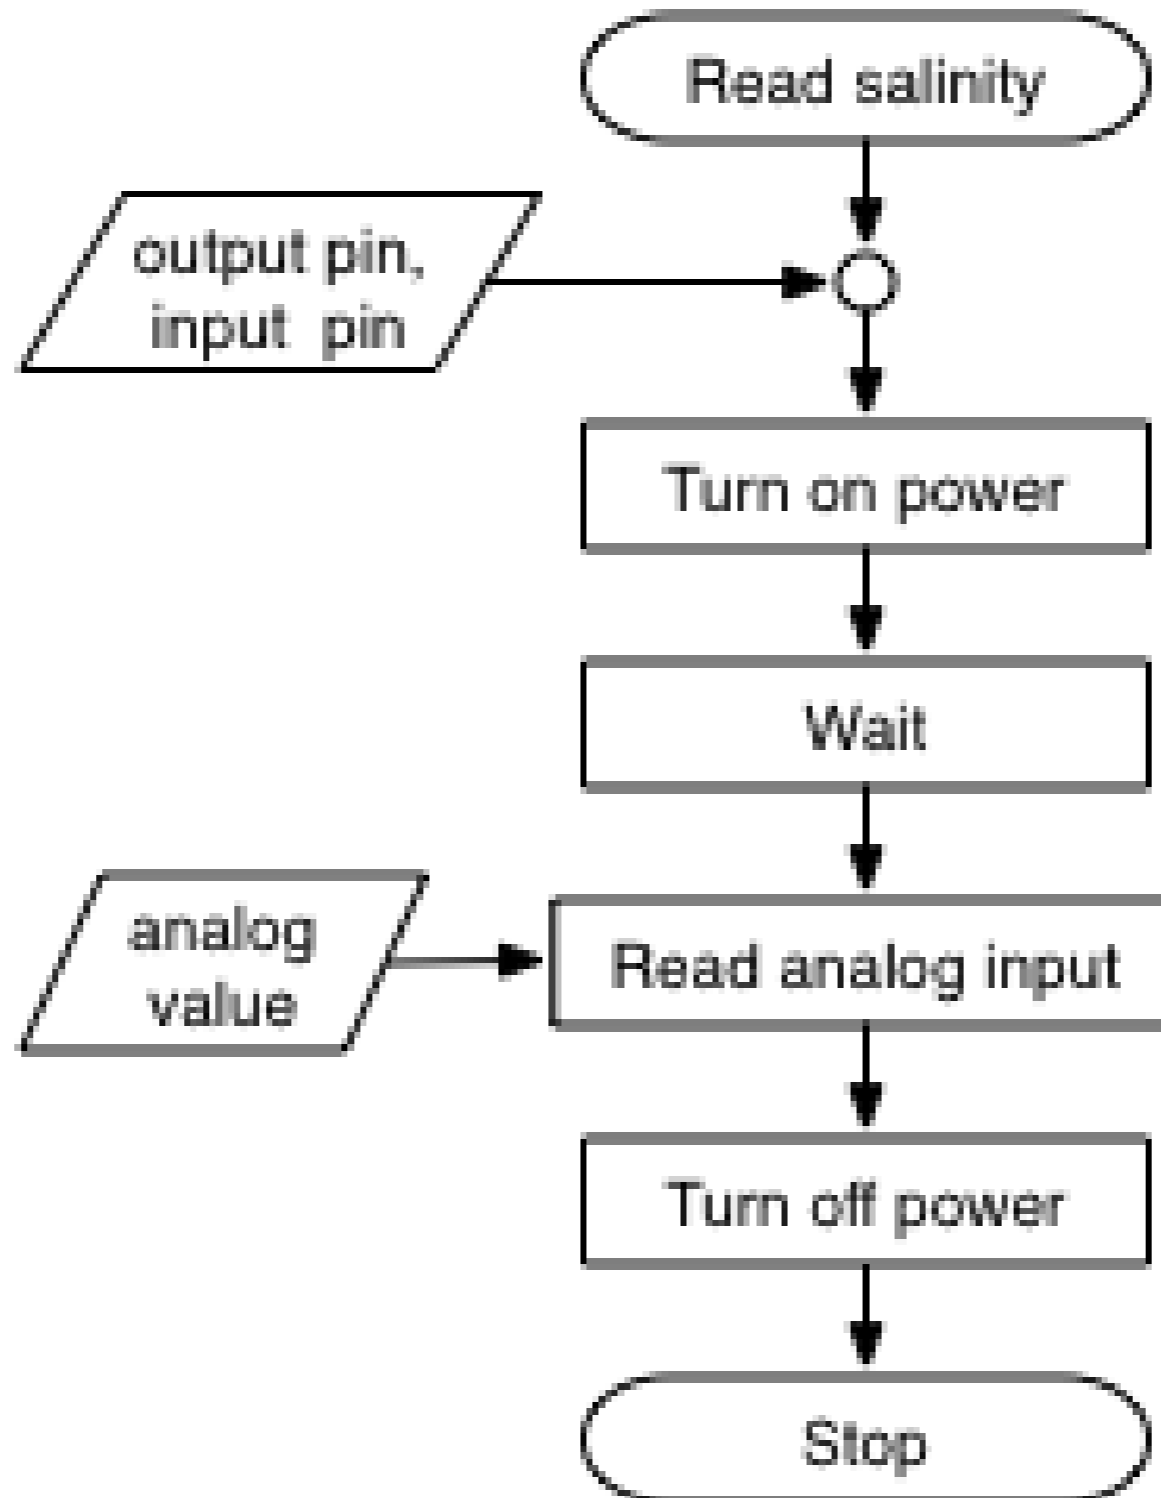 Read salinity
output pin,
input pin
Turn on power
Wait
analog
value
Read analog input
Turn off power
Stop